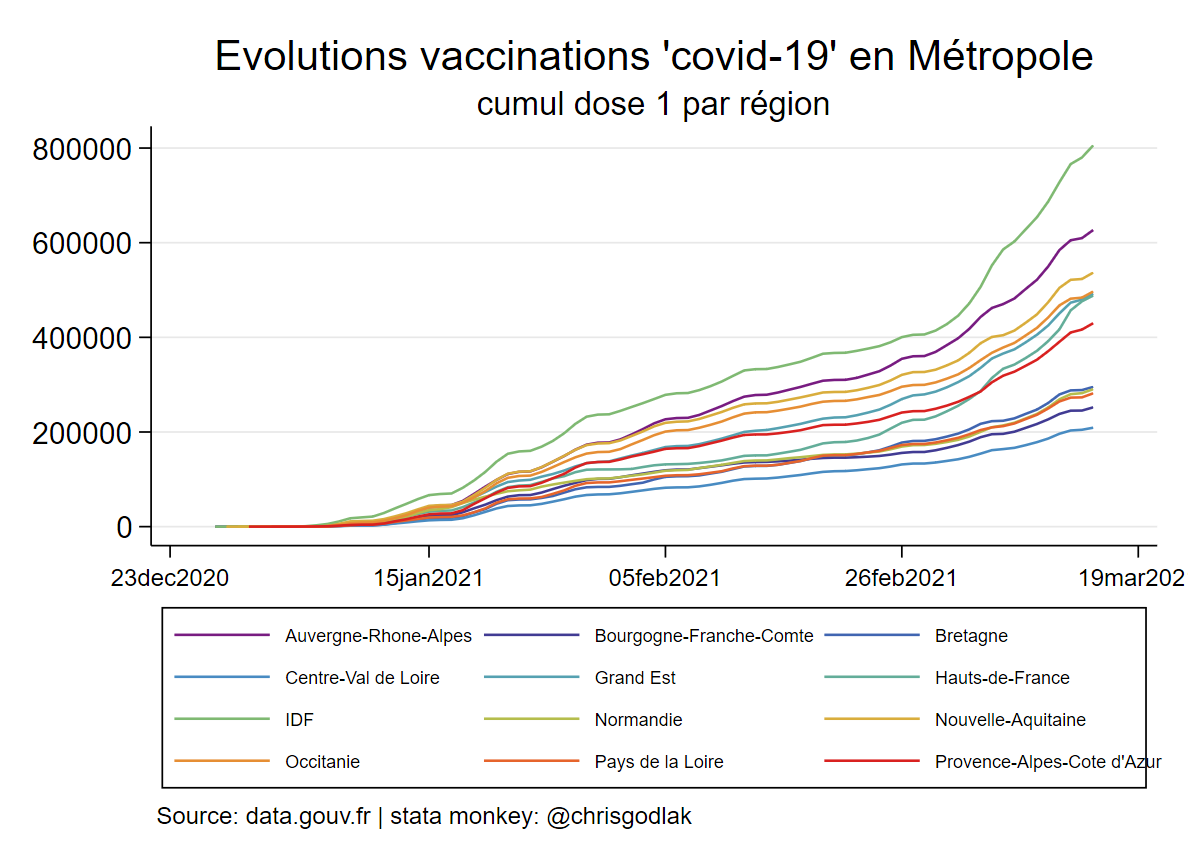 Evolutions vaccinations 'covid-19' en Métropole
cumul dose 1 par région
800000
600000
400000
200000
0
23dec2020 15jan2021 05feb2021 26feb2021 19mar202
Auvergne-Rhone-Alpes Bourgogne-Franche-Comte Bretagne
Centre-Val de Loire Grand Est Hauts-de-France
IDF Normandie Nouvelle-Aquitaine
Occitanie Pays de la Loire Provence-Alpes-Cote d'Azur
Source: data.gouv.fr | stata monkey: @chrisgodlak